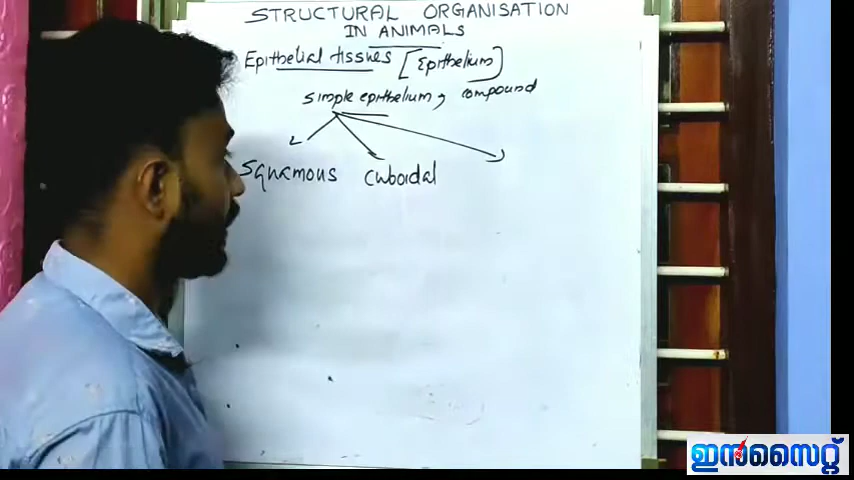 STRUCTURAL ORGANISATION
IN ANIMALS
Epithelial tissues [Epithelium]
simple epithelium, compound
Squamous cuboidal
ഇൻസൈറ്റ്